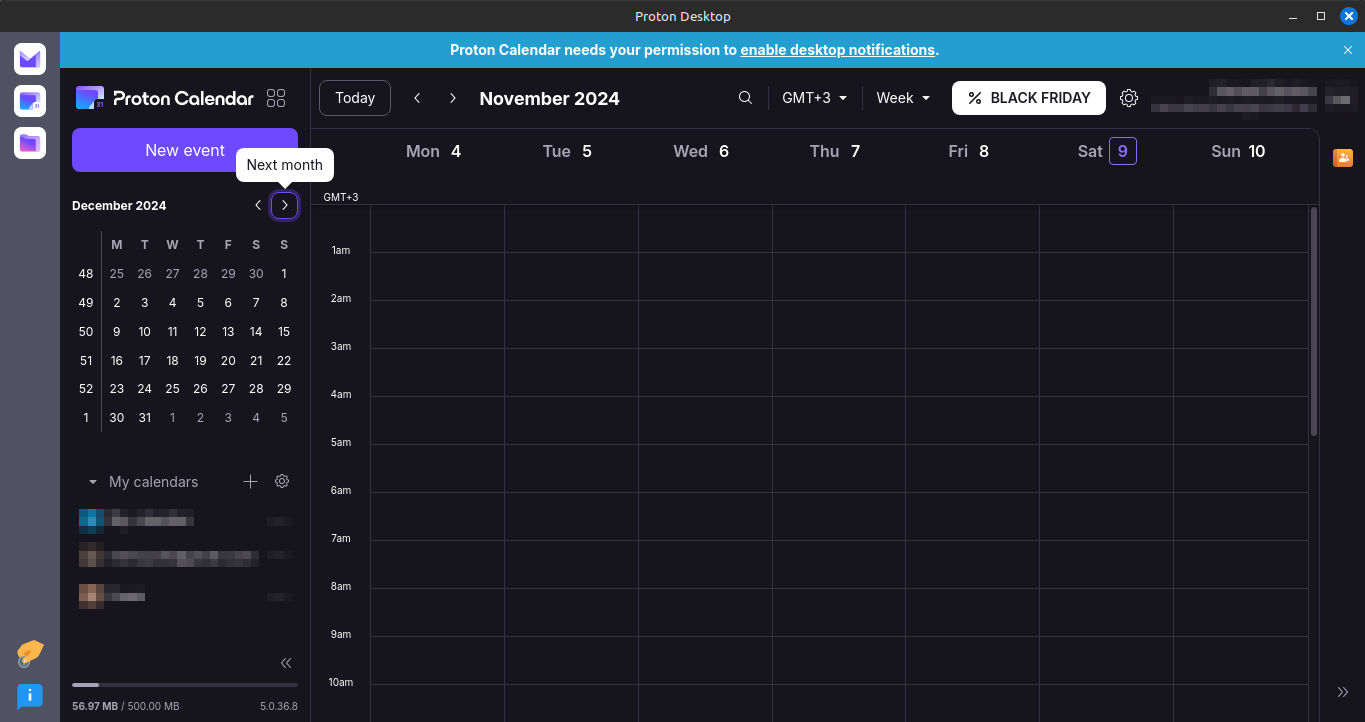 Proton Desktop
Proton Calendar needs your permission to enable desktop notifications.
31
Proton Calendar
31
Today
November 2024
GMT+3
Week
BLACK FRIDAY
New event
Next month
December 2024
M T W T F S S
48 25 26 27 28 29 30 1
49 2 3 4 5 6 7 8
50 9 10 11 12 13 14 15
51 16 17 18 19 20 21 22
52 23 24 25 26 27 28 29
1 30 31 1 2 3 4 5
My calendars
56.97 MB / 500.00 MB
5.0.36.8
Mon 4 Tue 5 Wed 6 Thu 7 Fri 8 Sat 9 Sun 10
GMT+3
1am
2am
3am
4am
5am
6am
7am
8am
9am
10am